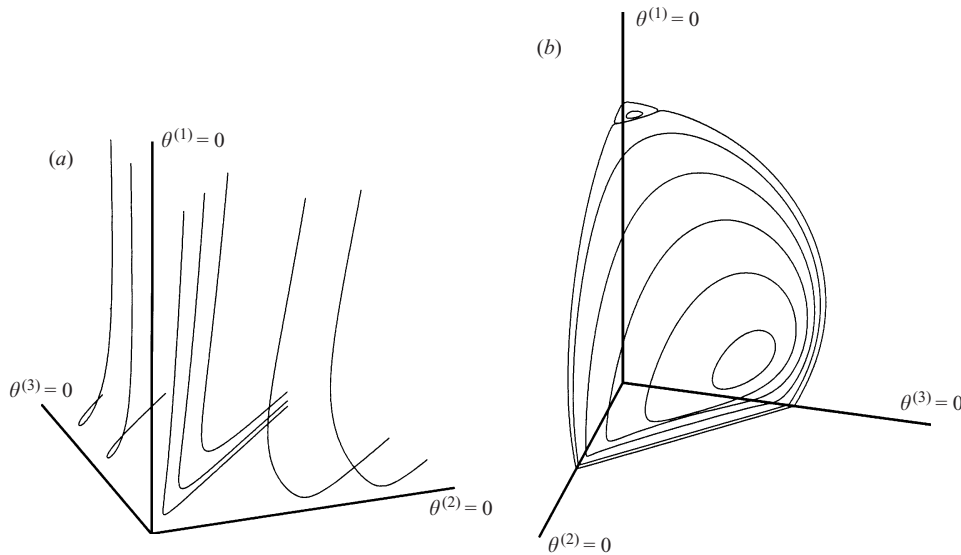 (a)
θ⁽¹⁾ = 0
θ⁽³⁾ = 0
θ⁽²⁾ = 0
(b)
θ⁽¹⁾ = 0
θ⁽³⁾ = 0
θ⁽²⁾ = 0